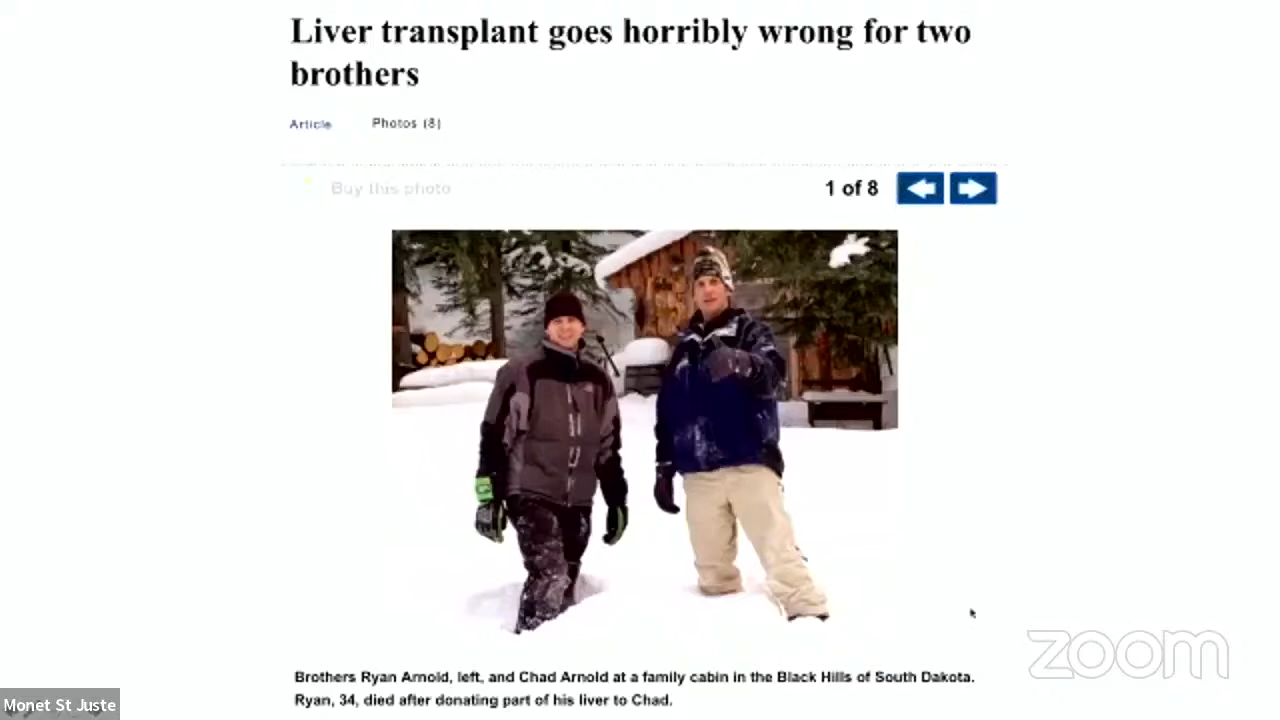 Liver transplant goes horribly wrong for two
brothers
Article Photos (8)
Buy this photo 1 of 8
Brothers Ryan Arnold, left, and Chad Arnold at a family cabin in the Black Hills of South Dakota.
Ryan, 34, died after donating part of his liver to Chad.
zoom
Monet St Juste